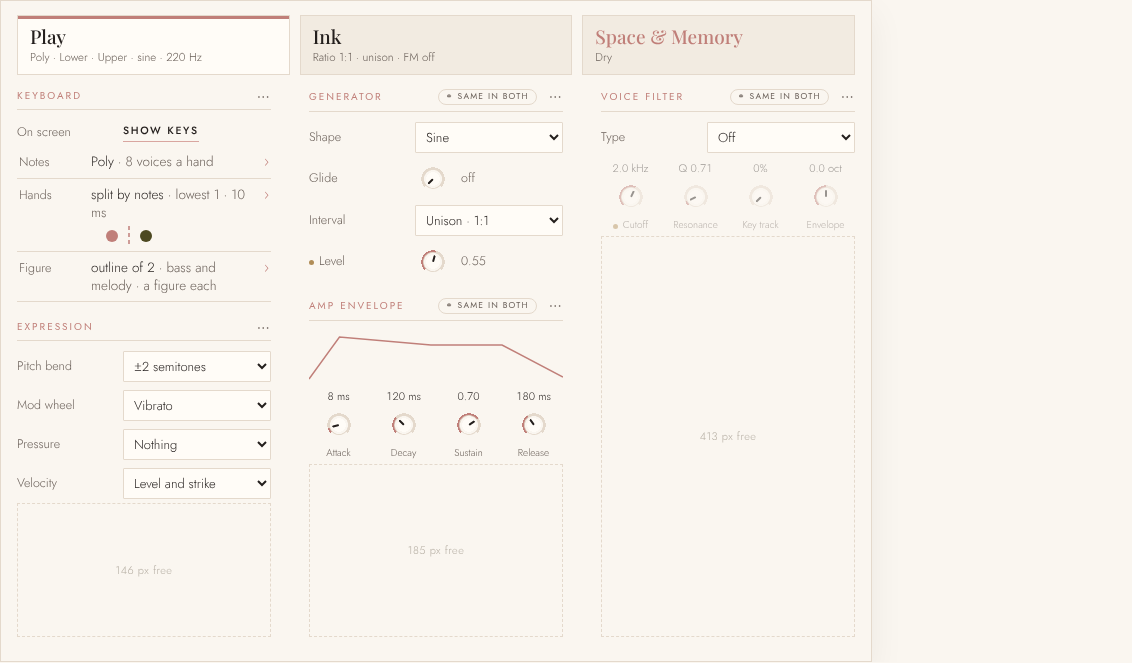 Play
Poly · Lower · Upper · sine · 220 Hz
Ink
Ratio 1:1 · unison · FM off
Space & Memory
Dry
KEYBOARD
On screen
SHOW KEYS
Notes
Poly · 8 voices a hand
Hands
split by notes · lowest 1 · 10
ms
Figure
outline of 2 · bass and
melody · a figure each
EXPRESSION
Pitch bend
±2 semitones
Mod wheel
Vibrato
Pressure
Nothing
Velocity
Level and strike
146 px free
GENERATOR
SAME IN BOTH
Shape
Sine
Glide
off
Interval
Unison · 1:1
Level
0.55
AMP ENVELOPE
SAME IN BOTH
8 ms
120 ms
0.70
180 ms
Attack
Decay
Sustain
Release
185 px free
VOICE FILTER
SAME IN BOTH
Type
Off
2.0 kHz
Q 0.71
0%
0.0 oct
Cutoff
Resonance
Key track
Envelope
413 px free